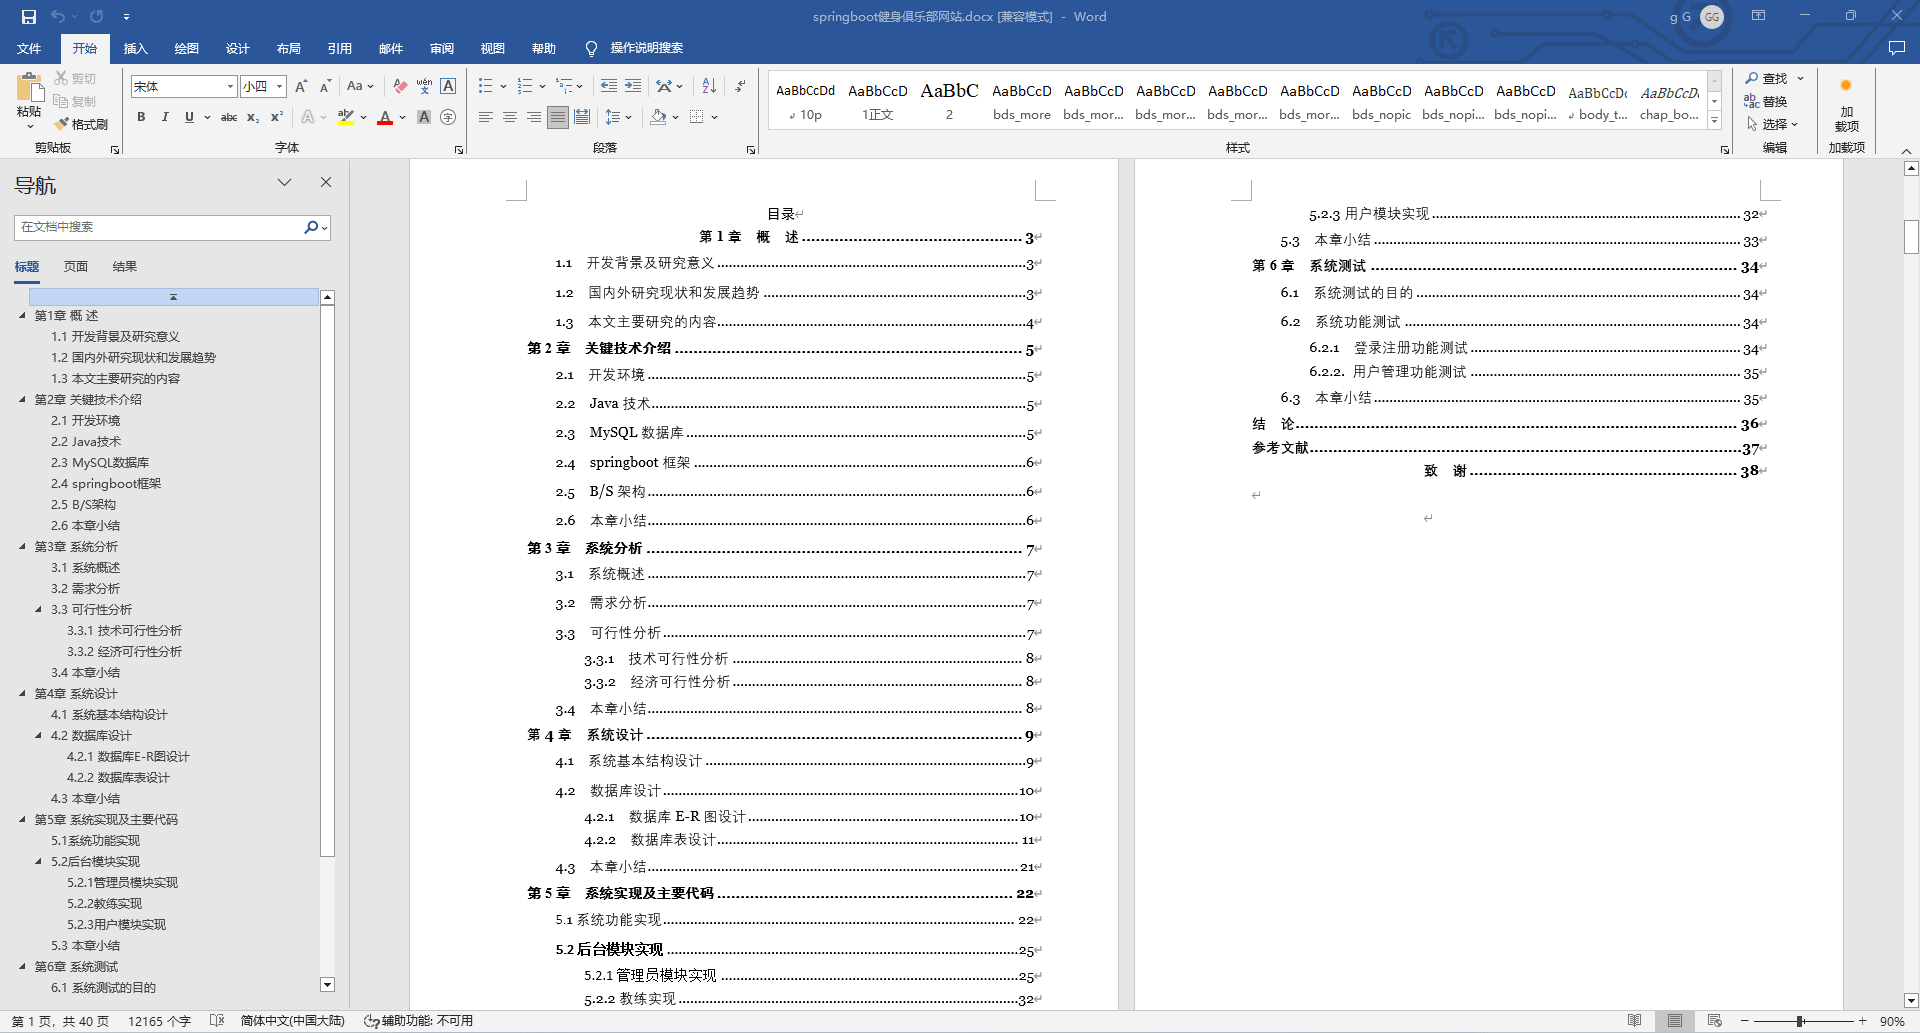 springboot健身俱乐部网站.docx [兼容模式] - Word
g G
GG
文件 开始 插入 绘图 设计 布局 引用 邮件 审阅 视图 帮助 操作说明搜索
粘贴
剪切
复制
格式刷
剪贴板
宋体 小四
字体
段落
AaBbCcDd AaBbCcD AaBbC AaBbCcD AaBbCcD AaBbCcD AaBbCcD AaBbCcD AaBbCcD AaBbCcD AaBbCcD AaBbCcDc AaBbCcDı
10p 1正文 2 bds_more bds_mor... bds_mor... bds_mor... bds_mor... bds_nopic bds_nopi... bds_nopi... body_t... chap_bo...
样式
查找
替换
选择
编辑
加载项
加载项
导航
在文档中搜索
标题 页面 结果
第1章 概 述
1.1 开发背景及研究意义
1.2 国内外研究现状和发展趋势
1.3 本文主要研究的内容
第2章 关键技术介绍
2.1 开发环境
2.2 Java技术
2.3 MySQL数据库
2.4 springboot框架
2.5 B/S架构
2.6 本章小结
第3章 系统分析
3.1 系统概述
3.2 需求分析
3.3 可行性分析
3.3.1 技术可行性分析
3.3.2 经济可行性分析
3.4 本章小结
第4章 系统设计
4.1 系统基本结构设计
4.2 数据库设计
4.2.1 数据库E-R图设计
4.2.2 数据库表设计
4.3 本章小结
第5章 系统实现及主要代码
5.1系统功能实现
5.2后台模块实现
5.2.1管理员模块实现
5.2.2教练实现
5.2.3用户模块实现
5.3 本章小结
第6章 系统测试
6.1 系统测试的目的
目录
第 1 章 概 述 3
1.1 开发背景及研究意义 3
1.2 国内外研究现状和发展趋势 3
1.3 本文主要研究的内容 4
第 2 章 关键技术介绍 5
2.1 开发环境 5
2.2 Java 技术 5
2.3 MySQL 数据库 5
2.4 springboot 框架 6
2.5 B/S 架构 6
2.6 本章小结 6
第 3 章 系统分析 7
3.1 系统概述 7
3.2 需求分析 7
3.3 可行性分析 7
3.3.1 技术可行性分析 8
3.3.2 经济可行性分析 8
3.4 本章小结 8
第 4 章 系统设计 9
4.1 系统基本结构设计 9
4.2 数据库设计 10
4.2.1 数据库 E-R 图设计 10
4.2.2 数据库表设计 11
4.3 本章小结 21
第 5 章 系统实现及主要代码 22
5.1 系统功能实现 22
5.2 后台模块实现 25
5.2.1 管理员模块实现 25
5.2.2 教练实现 32
5.2.3 用户模块实现 32
5.3 本章小结 33
第 6 章 系统测试 34
6.1 系统测试的目的 34
6.2 系统功能测试 34
6.2.1 登录注册功能测试 34
6.2.2. 用户管理功能测试 35
6.3 本章小结 35
结 论 36
参考文献 37
致 谢 38
第 1 页，共 40 页 12165 个字 简体中文(中国大陆) 辅助功能: 不可用 90%